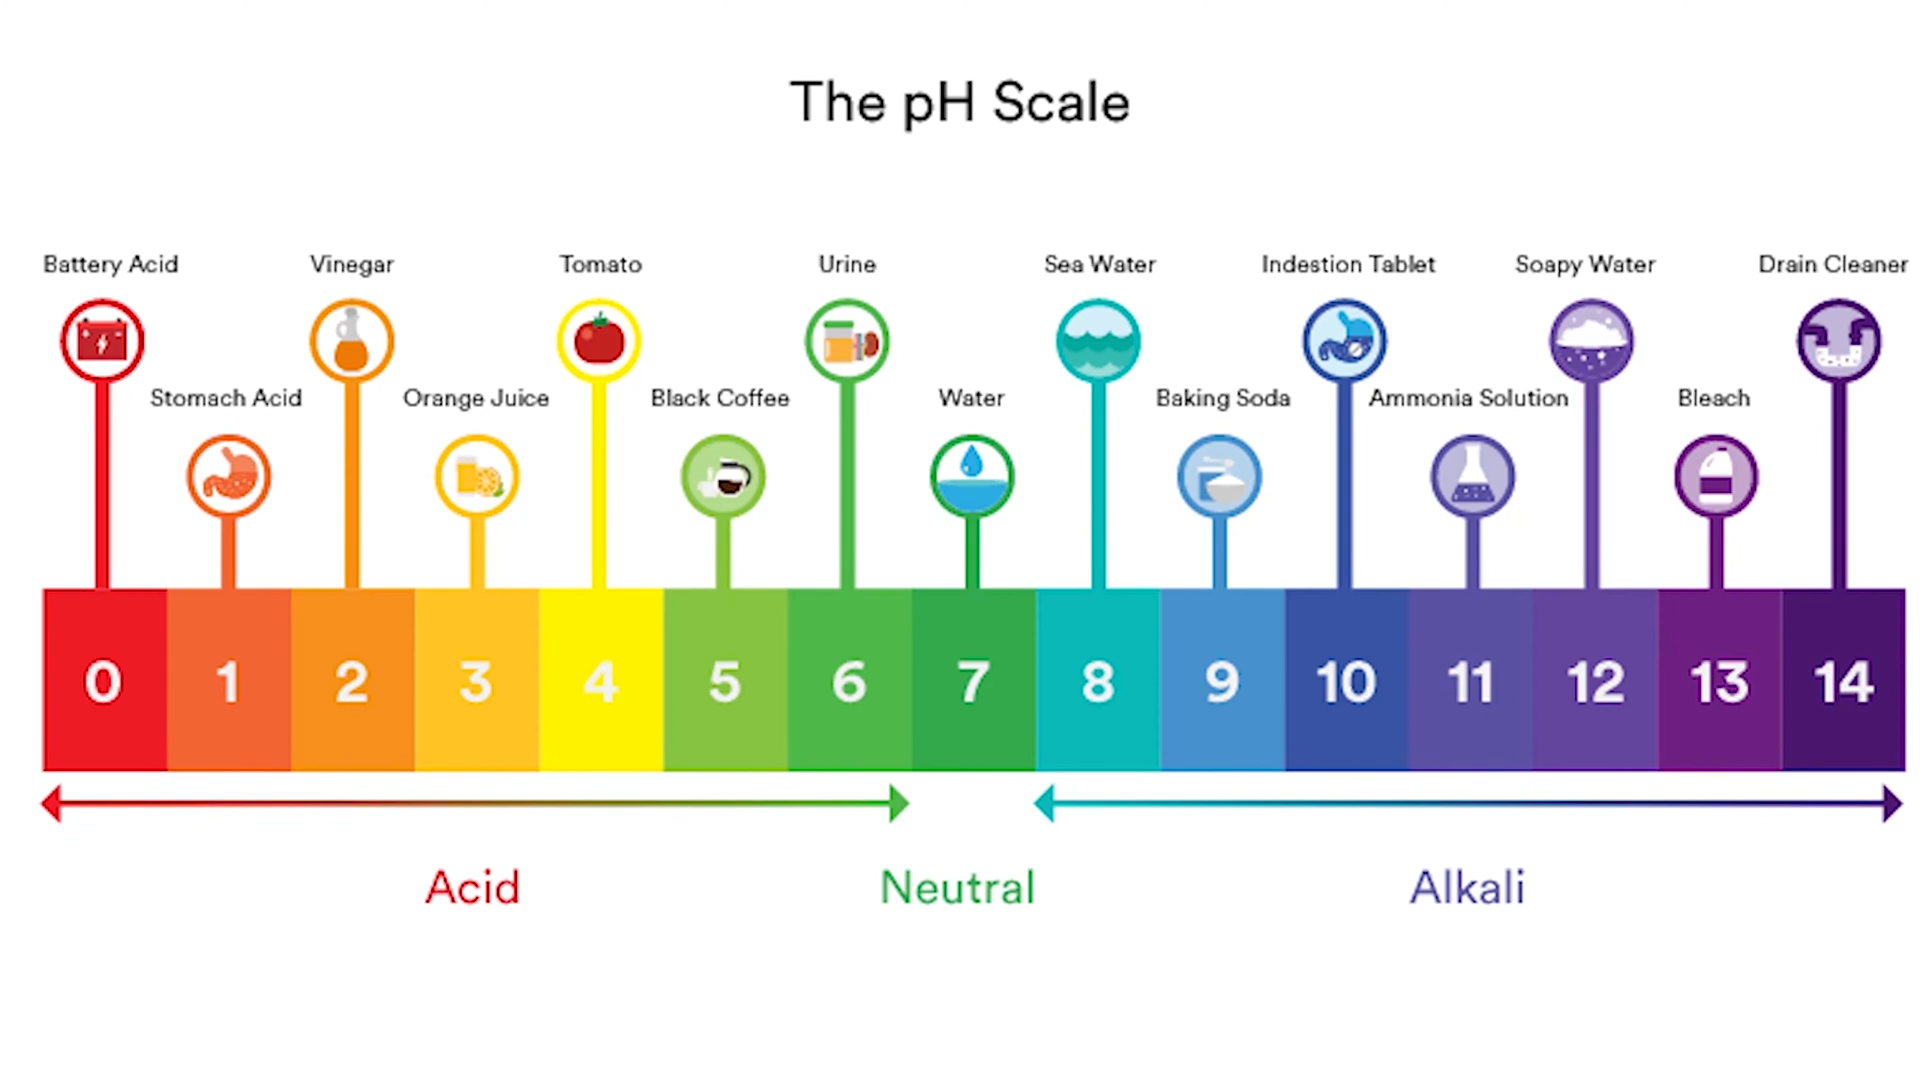 The pH Scale
Battery Acid
Vinegar
Tomato
Urine
Sea Water
Indestion Tablet
Soapy Water
Drain Cleaner
Stomach Acid
Orange Juice
Black Coffee
Water
Baking Soda
Ammonia Solution
Bleach
0 1 2 3 4 5 6 7 8 9 10 11 12 13 14
Acid
Neutral
Alkali